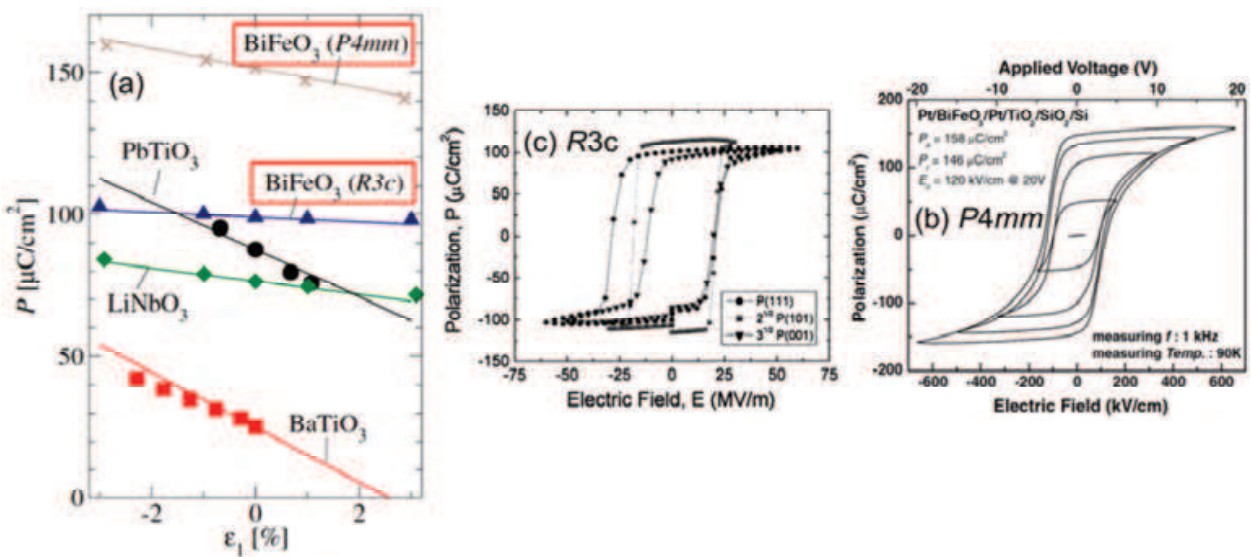 (a)
BiFeO3 (P4mm)
PbTiO3
BiFeO3 (R3c)
LiNbO3
BaTiO3
150
100
50
0
-2
0
2
P [μC/cm2]
ε1 [%]
(c) R3c
150
100
50
0
-50
-100
-150
-75
-50
-25
0
25
50
75
Polarization, P (μC/cm2)
Electric Field, E (MV/m)
P(111)
21/2 P(101)
31/2 P(001)
Applied Voltage (V)
-20
-10
0
10
20
Pt/BiFeO3/Pt/TiO2/SiO2/Si
= 158 μC/cm2
Pr = 146 μC/cm2
Ec = 120 kV/cm @ 20V
(b) P4mm
200
100
0
-100
-200
Polarization (μC/cm2)
measuring f : 1 kHz
measuring Temp. : 90K
-600
-400
-200
0
200
400
600
Electric Field (kV/cm)